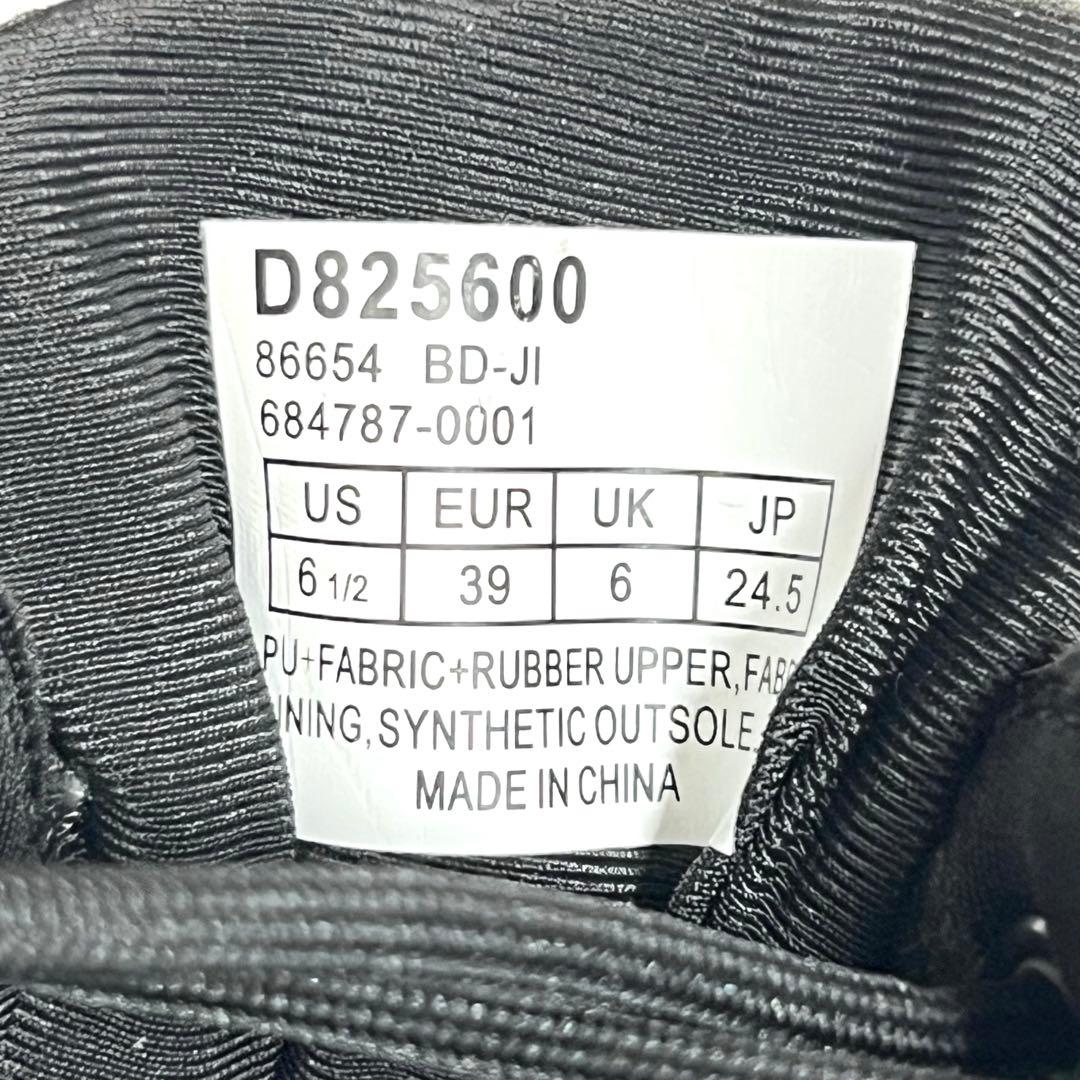 D825600
86654 BD-JI
684787-0001
US EUR UK JP
6 1/2 39 6 24.5
PU+FABRIC+RUBBER UPPER,
INING, SYNTHETIC OUTSOLE.
MADE IN CHINA